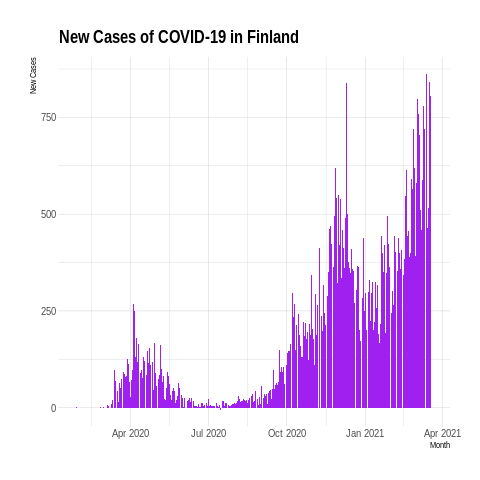 New Cases of COVID-19 in Finland
New Cases
750
500
250
0
Apr 2020 Jul 2020 Oct 2020 Jan 2021 Apr 2021
Month